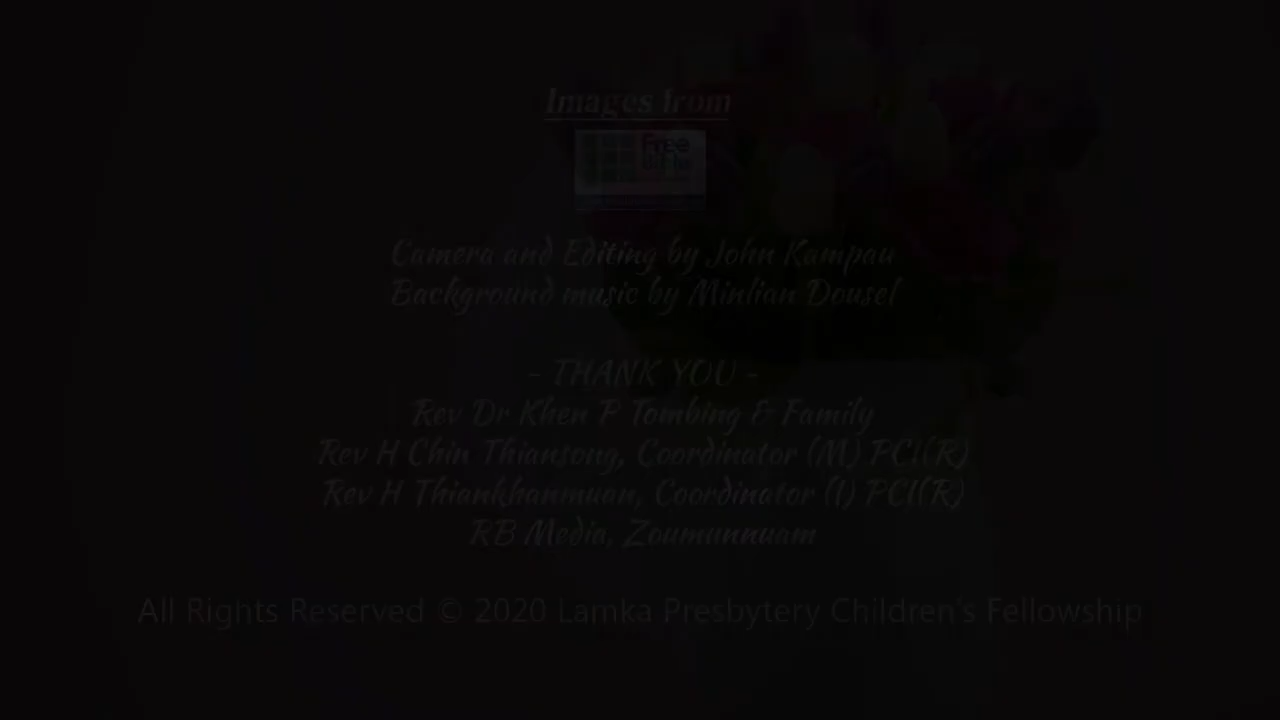 Images from
Free
Camera and Editing by John Kampau
Background music by Minlian Dousel
- THANK YOU -
Rev Dr Khen P Tombing & Family
Rev H Chin Thiansong, Coordinator (M) PCI(R)
Rev H Thiankhanmuan, Coordinator (I) PCI(R)
RB Media, Zoumunnuam
All Rights Reserved © 2020 Lamka Presbytery Children's Fellowship